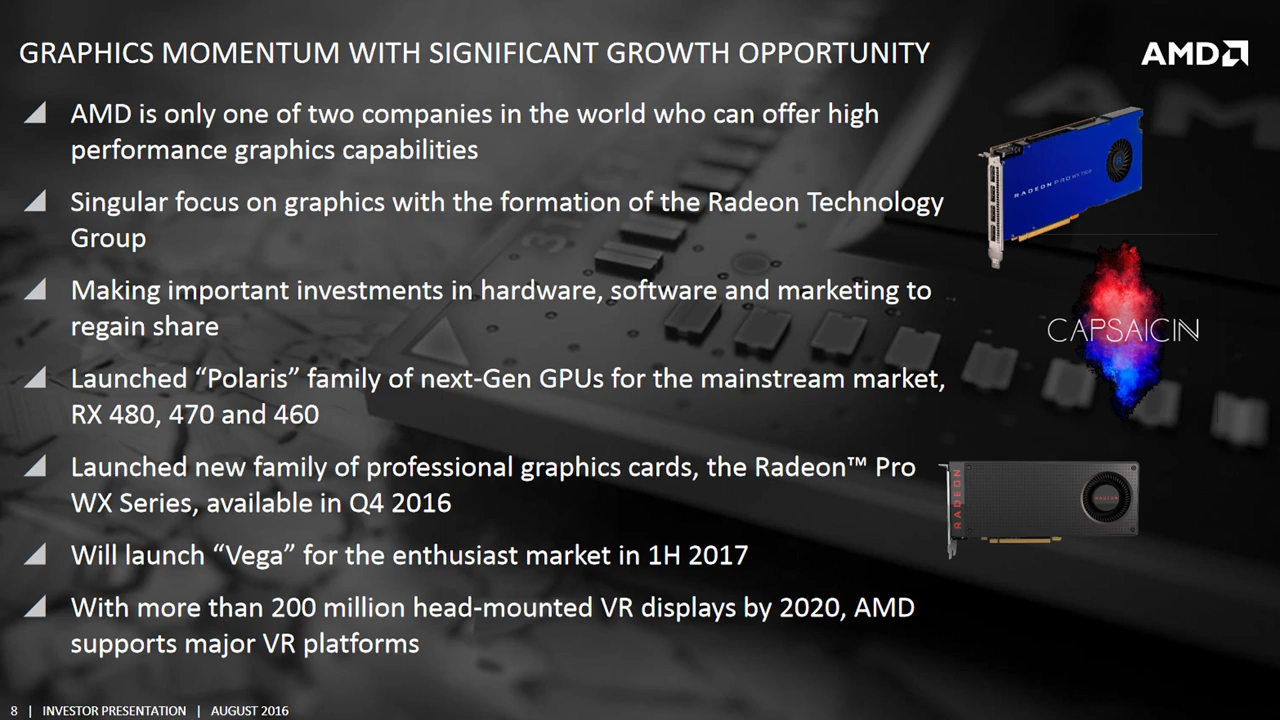 GRAPHICS MOMENTUM WITH SIGNIFICANT GROWTH OPPORTUNITY
AMD
AMD is only one of two companies in the world who can offer high
performance graphics capabilities
Singular focus on graphics with the formation of the Radeon Technology
Group
Making important investments in hardware, software and marketing to
regain share
Launched “Polaris” family of next-Gen GPUs for the mainstream market,
RX 480, 470 and 460
Launched new family of professional graphics cards, the Radeon™ Pro
WX Series, available in Q4 2016
Will launch “Vega” for the enthusiast market in 1H 2017
With more than 200 million head-mounted VR displays by 2020, AMD
supports major VR platforms
RADEON PRO
CAPSAICIN
RADEON
RADEON
8 | INVESTOR PRESENTATION | AUGUST 2016